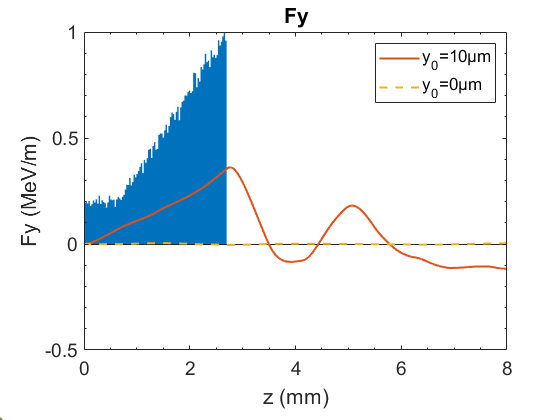 Fy
1
0.5
0
-0.5
Fy (MeV/m)
y₀=10μm
y₀=0μm
0 2 4 6 8
z (mm)